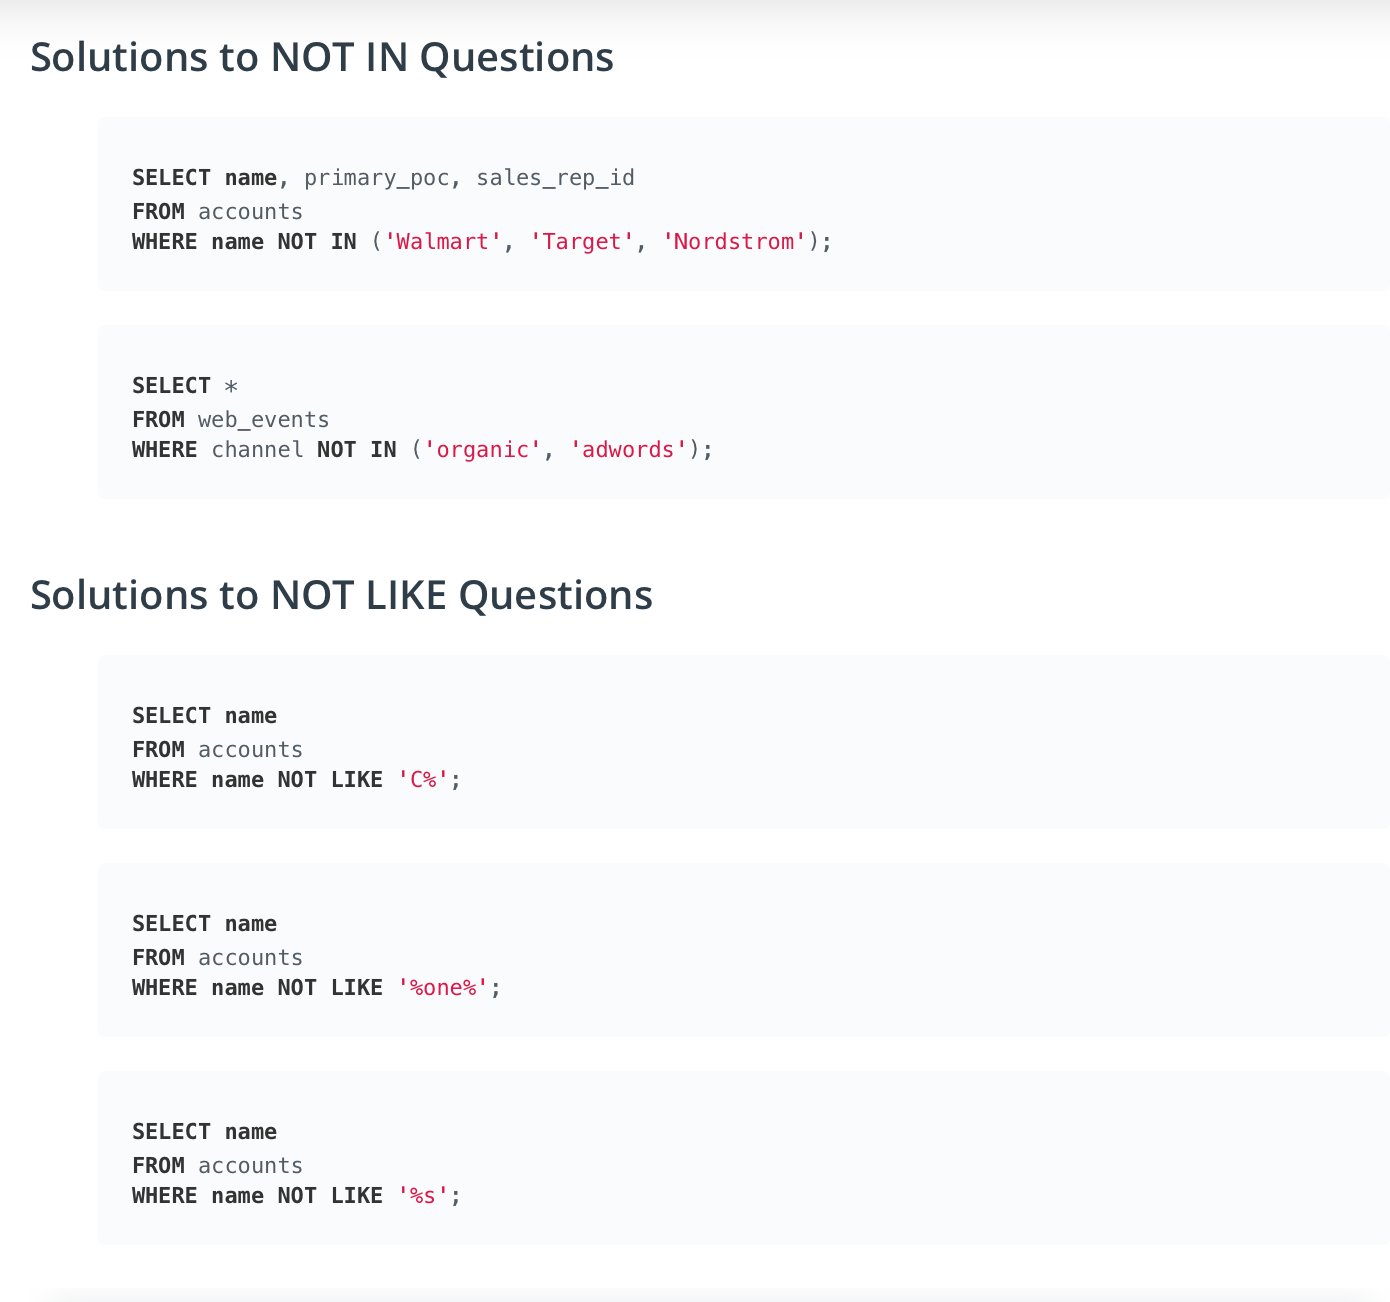 Solutions to NOT IN Questions
SELECT name, primary_poc, sales_rep_id
FROM accounts
WHERE name NOT IN ('Walmart', 'Target', 'Nordstrom');
SELECT *
FROM web_events
WHERE channel NOT IN ('organic', 'adwords');
Solutions to NOT LIKE Questions
SELECT name
FROM accounts
WHERE name NOT LIKE 'C%';
SELECT name
FROM accounts
WHERE name NOT LIKE '%one%';
SELECT name
FROM accounts
WHERE name NOT LIKE '%s';